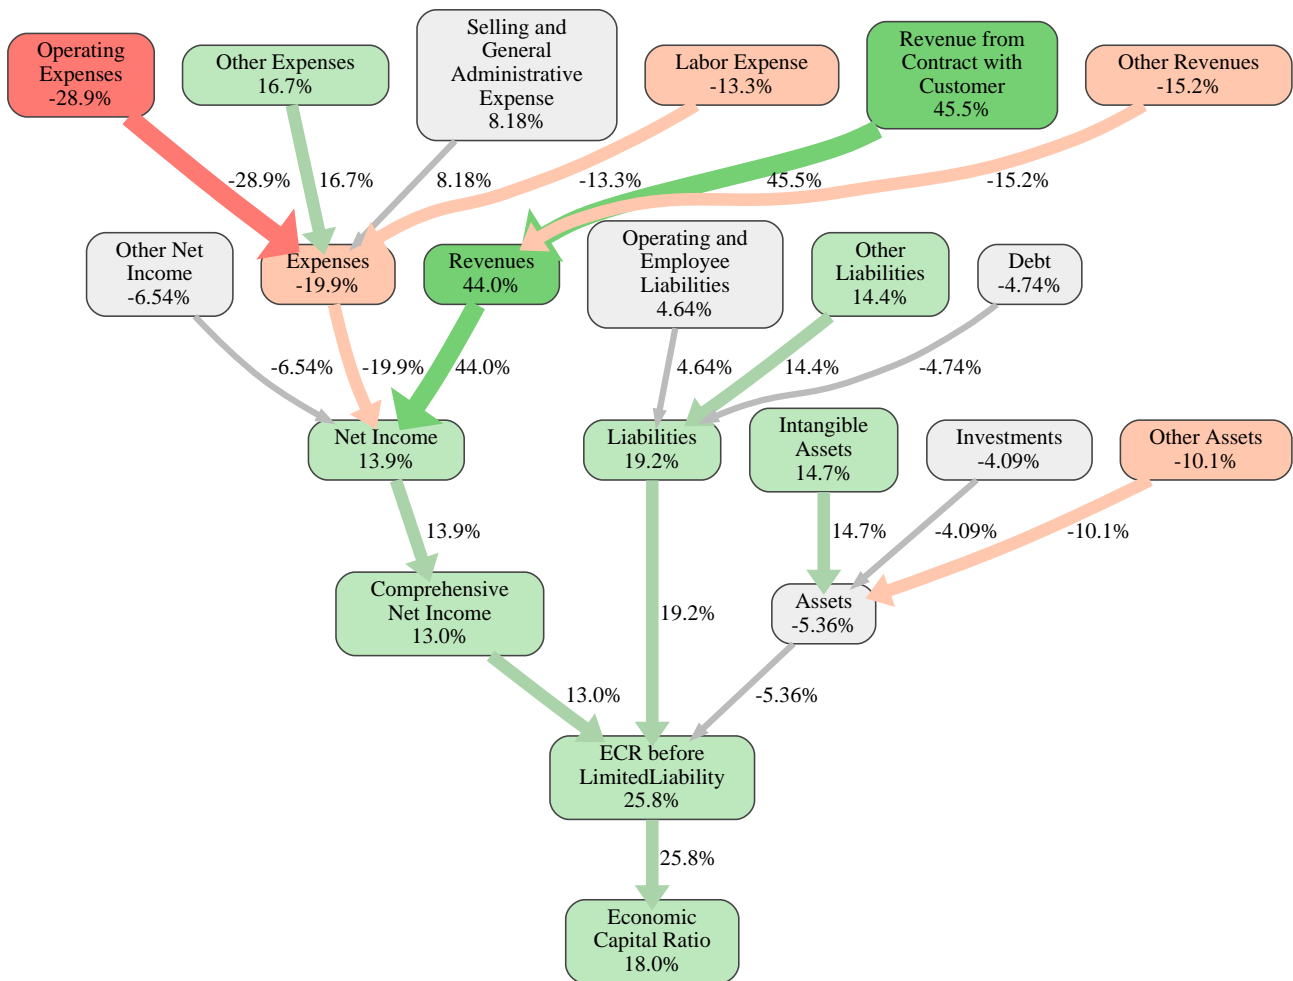 Operating
Expenses
-28.9%
Other Expenses
16.7%
Selling and
General
Administrative
Expense
8.18%
Labor Expense
-13.3%
Revenue from
Contract with
Customer
45.5%
Other Revenues
-15.2%
-28.9%
16.7%
8.18%
-13.3%
45.5%
-15.2%
Other Net
Income
-6.54%
Expenses
-19.9%
Revenues
44.0%
Operating and
Employee
Liabilities
4.64%
Other
Liabilities
14.4%
Debt
-4.74%
-6.54%
-19.9%
44.0%
4.64%
14.4%
-4.74%
Net Income
13.9%
Liabilities
19.2%
Intangible
Assets
14.7%
Investments
-4.09%
Other Assets
-10.1%
13.9%
14.7%
-4.09%
-10.1%
Comprehensive
Net Income
13.0%
19.2%
Assets
-5.36%
13.0%
-5.36%
ECR before
LimitedLiability
25.8%
25.8%
Economic
Capital Ratio
18.0%